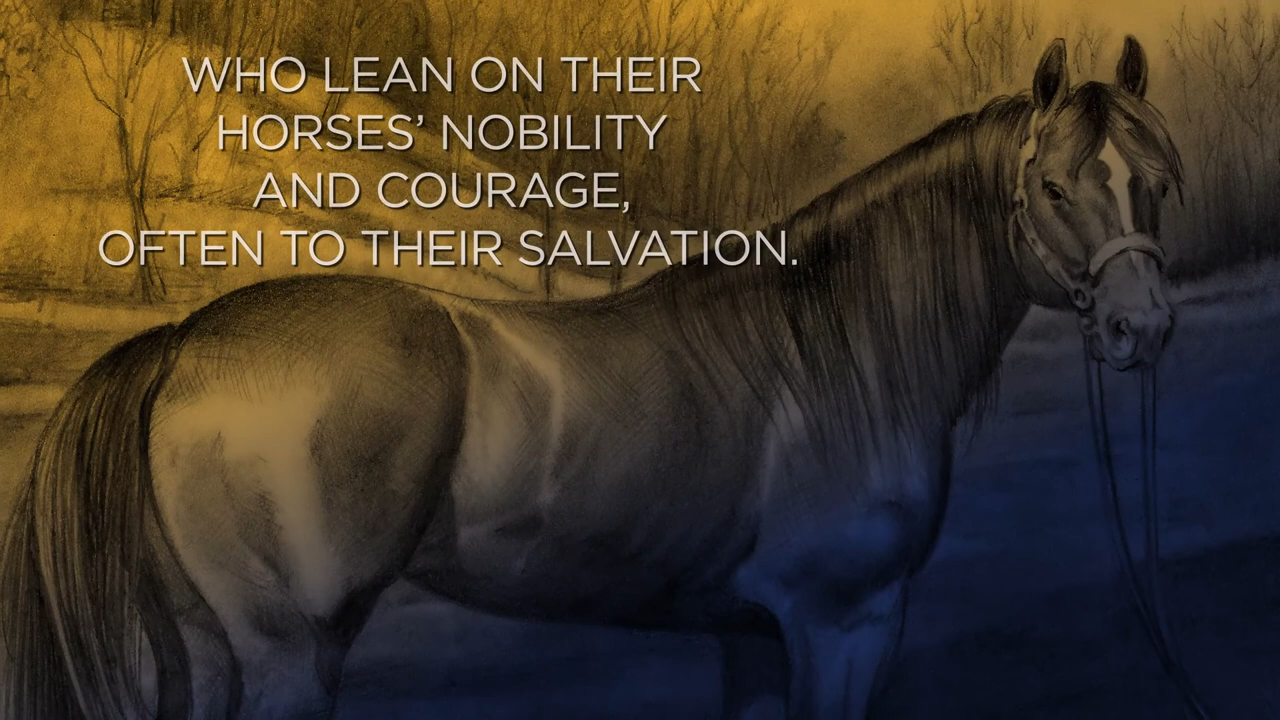 WHO LEAN ON THEIR
HORSES’ NOBILITY
AND COURAGE,
OFTEN TO THEIR SALVATION.